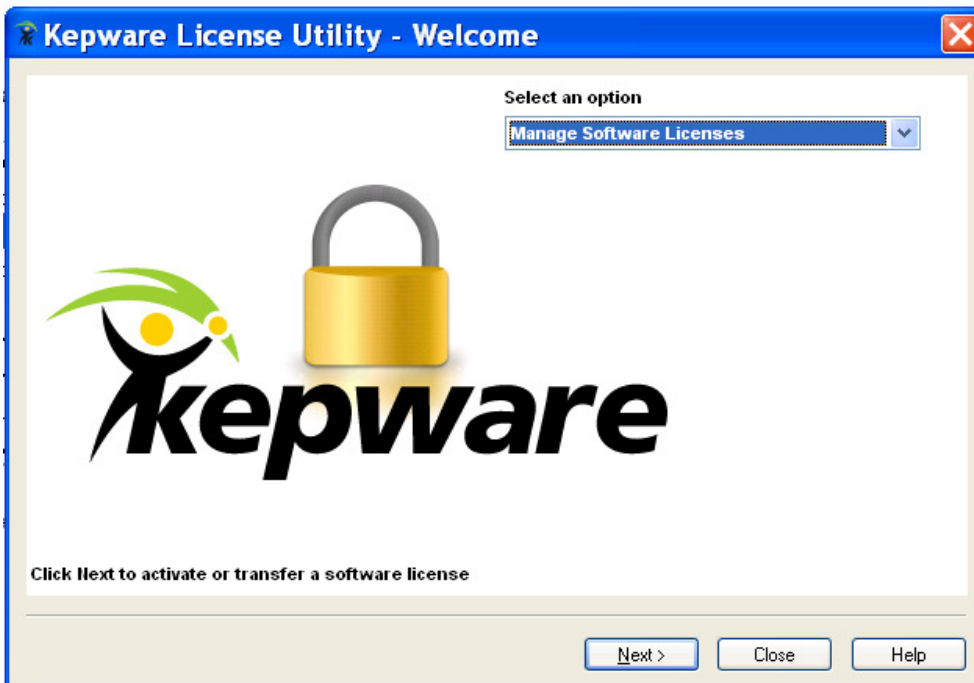 Kepware License Utility - Welcome
Select an option
Manage Software Licenses
kepware
Click Next to activate or transfer a software license
Next >
Close
Help